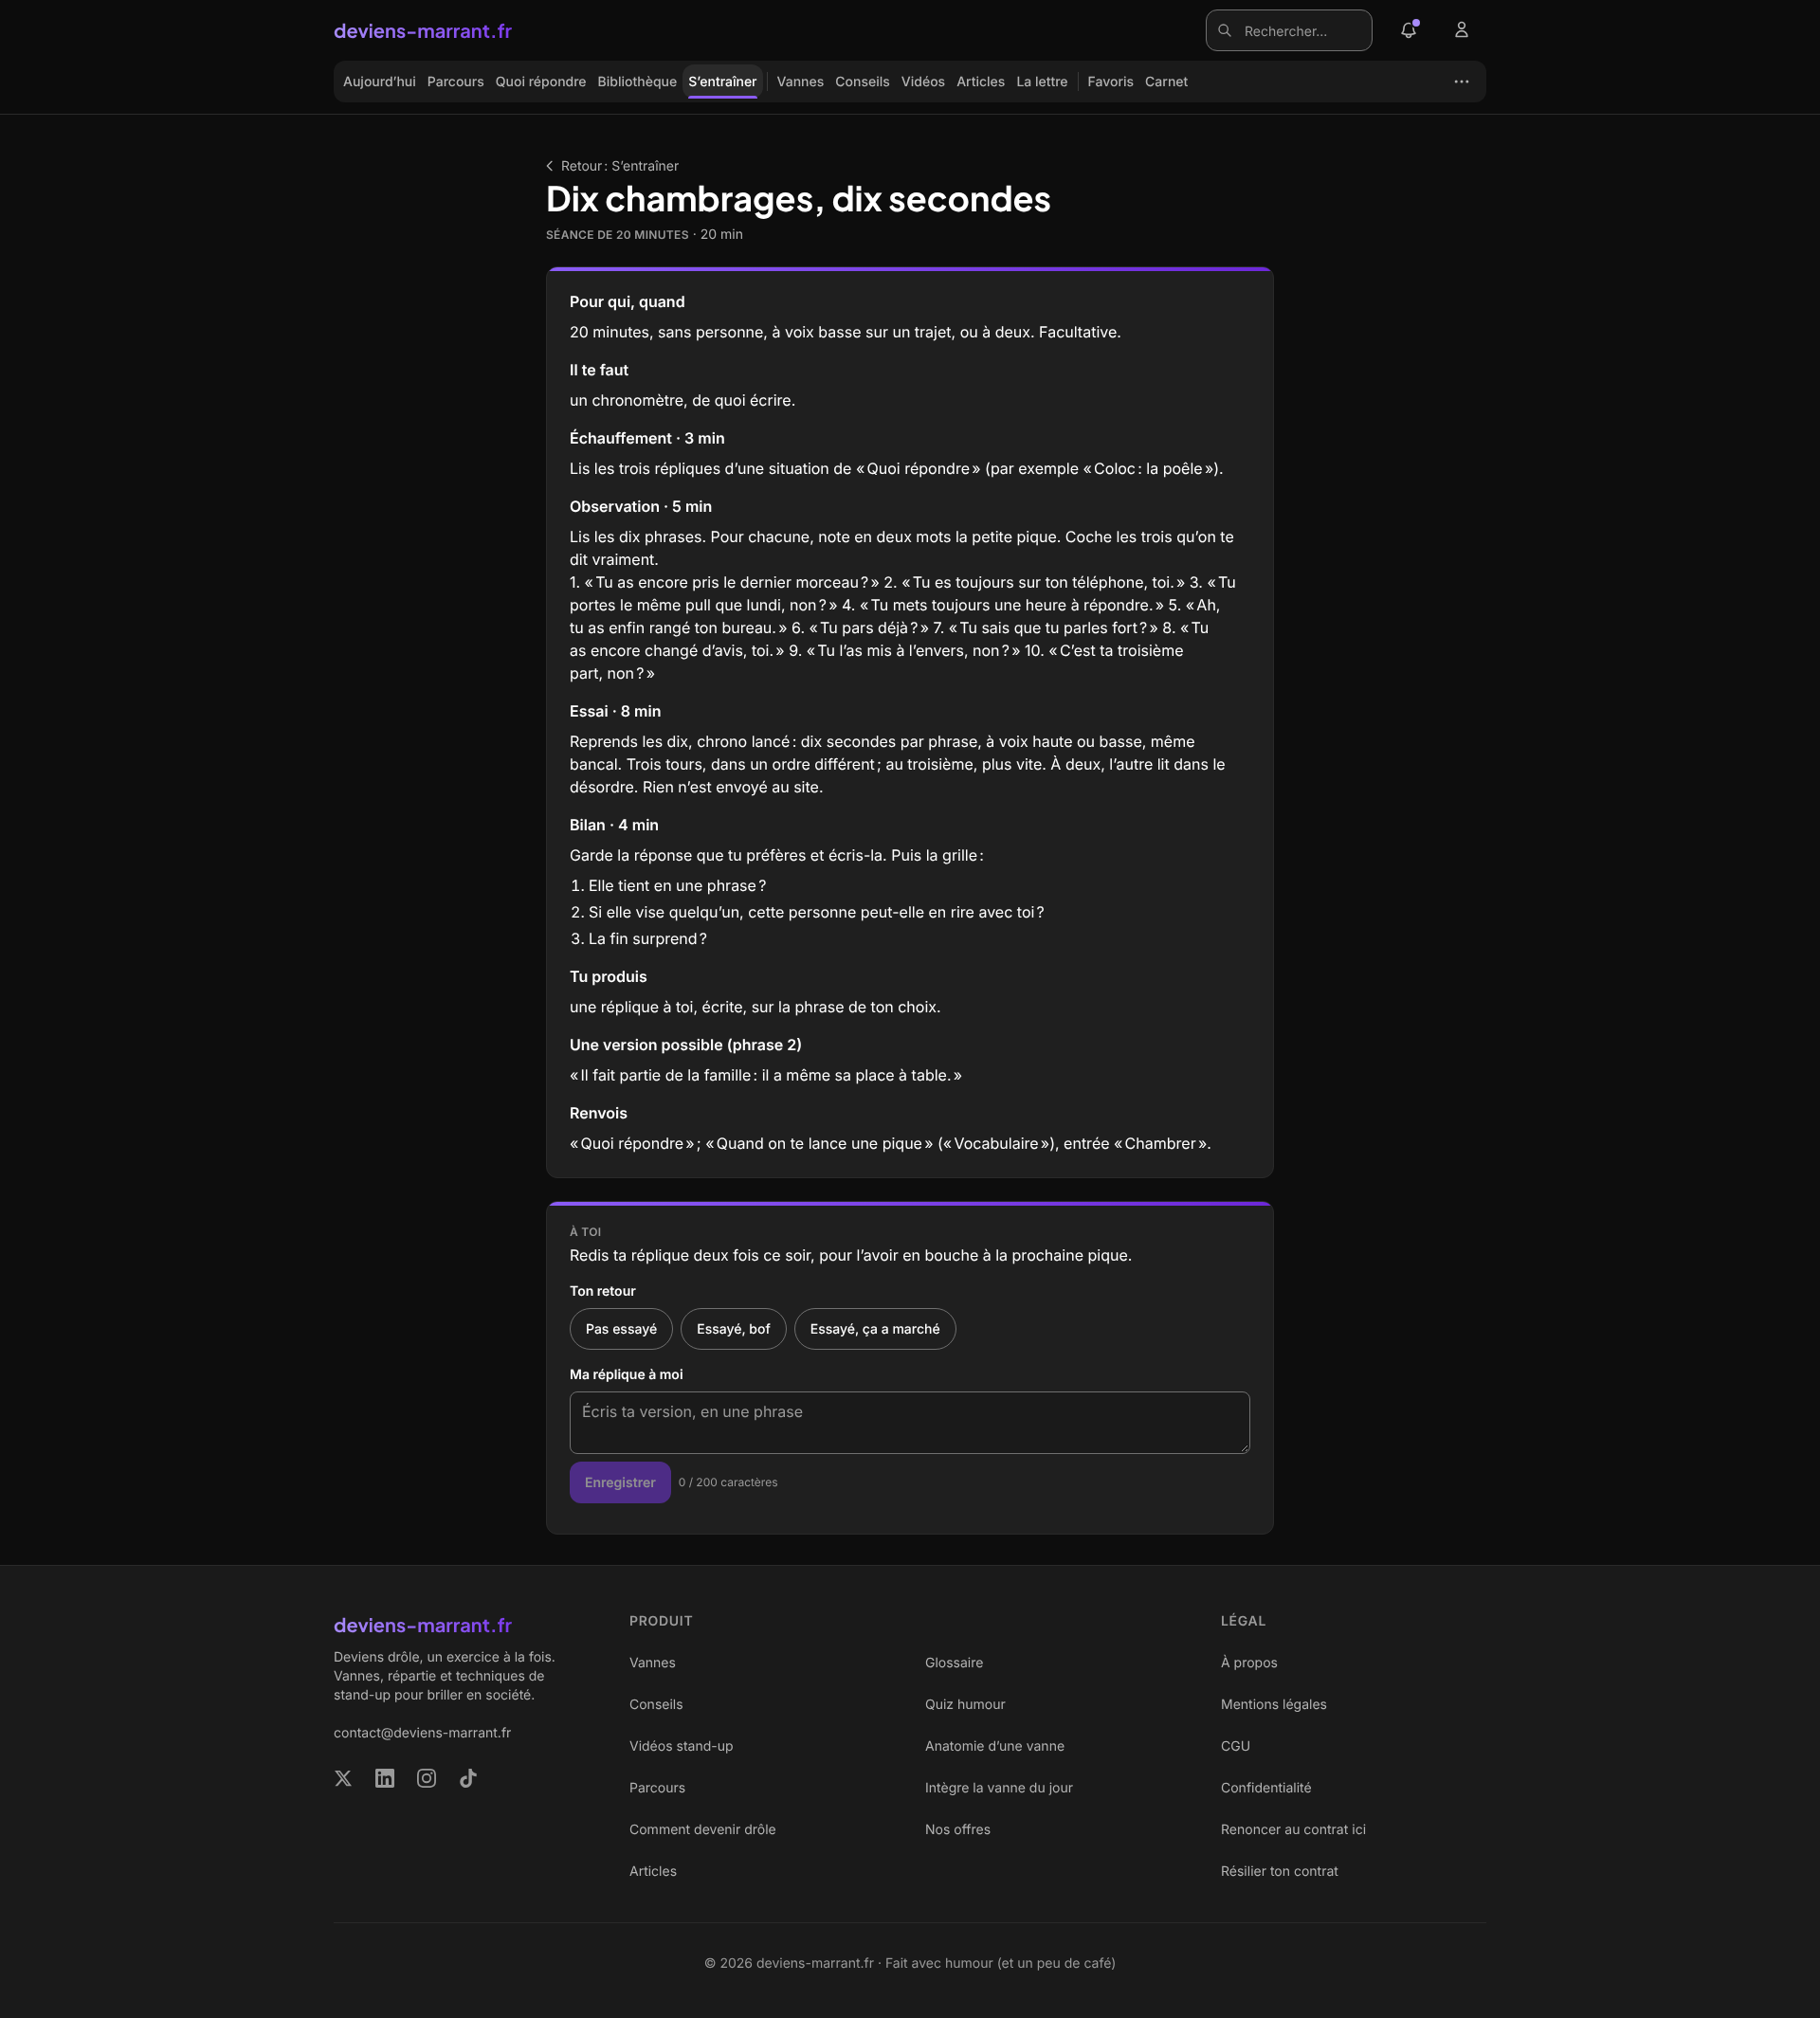 deviens-marrant.fr
Rechercher...
Aujourd’hui Parcours Quoi répondre Bibliothèque S’entraîner Vannes Conseils Vidéos Articles La lettre Favoris Carnet
Retour : S’entraîner
Dix chambrages, dix secondes
SÉANCE DE 20 MINUTES · 20 min
Pour qui, quand
20 minutes, sans personne, à voix basse sur un trajet, ou à deux. Facultative.
Il te faut
un chronomètre, de quoi écrire.
Échauffement · 3 min
Lis les trois répliques d’une situation de « Quoi répondre » (par exemple « Coloc : la poêle »).
Observation · 5 min
Lis les dix phrases. Pour chacune, note en deux mots la petite pique. Coche les trois qu’on te
dit vraiment.
1. « Tu as encore pris le dernier morceau ? » 2. « Tu es toujours sur ton téléphone, toi. » 3. « Tu
portes le même pull que lundi, non ? » 4. « Tu mets toujours une heure à répondre. » 5. « Ah,
tu as enfin rangé ton bureau. » 6. « Tu pars déjà ? » 7. « Tu sais que tu parles fort ? » 8. « Tu
as encore changé d’avis, toi. » 9. « Tu l’as mis à l’envers, non ? » 10. « C’est ta troisième
part, non ? »
Essai · 8 min
Reprends les dix, chrono lancé : dix secondes par phrase, à voix haute ou basse, même
bancal. Trois tours, dans un ordre différent ; au troisième, plus vite. À deux, l’autre lit dans le
désordre. Rien n’est envoyé au site.
Bilan · 4 min
Garde la réponse que tu préfères et écris-la. Puis la grille :
1. Elle tient en une phrase ?
2. Si elle vise quelqu’un, cette personne peut-elle en rire avec toi ?
3. La fin surprend ?
Tu produis
une réplique à toi, écrite, sur la phrase de ton choix.
Une version possible (phrase 2)
« Il fait partie de la famille : il a même sa place à table. »
Renvois
« Quoi répondre » ; « Quand on te lance une pique » (« Vocabulaire »), entrée « Chambrer ».
À TOI
Redis ta réplique deux fois ce soir, pour l’avoir en bouche à la prochaine pique.
Ton retour
Pas essayé Essayé, bof Essayé, ça a marché
Ma réplique à moi
Écris ta version, en une phrase
Enregistrer 0 / 200 caractères
deviens-marrant.fr
Deviens drôle, un exercice à la fois.
Vannes, répartie et techniques de
stand-up pour briller en société.
contact@deviens-marrant.fr
PRODUIT
Vannes
Conseils
Vidéos stand-up
Parcours
Comment devenir drôle
Articles
Glossaire
Quiz humour
Anatomie d’une vanne
Intègre la vanne du jour
Nos offres
LÉGAL
À propos
Mentions légales
CGU
Confidentialité
Renoncer au contrat ici
Résilier ton contrat
© 2026 deviens-marrant.fr · Fait avec humour (et un peu de café)